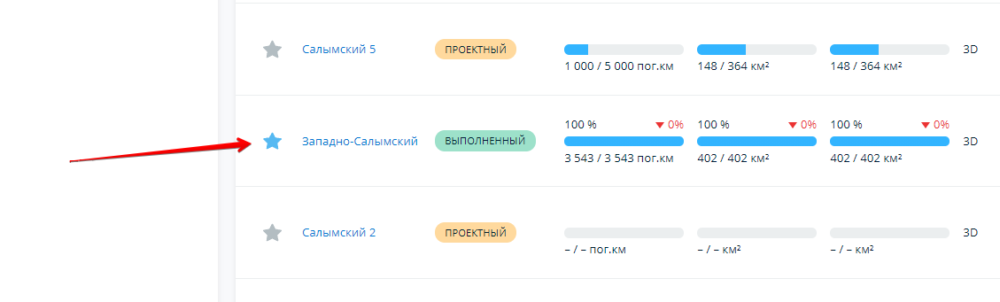 Салымский 5 ПРОЕКТНЫЙ 1 000 / 5 000 пог.км 148 / 364 км² 148 / 364 км² 3D
100 % 0% 100 % 0% 100 % 0%
Западно-Салымский ВЫПОЛНЕННЫЙ 3D
3 543 / 3 543 пог.км 402 / 402 км² 402 / 402 км²
Салымский 2 ПРОЕКТНЫЙ 3D
– / – пог.км – / – км² – / – км²